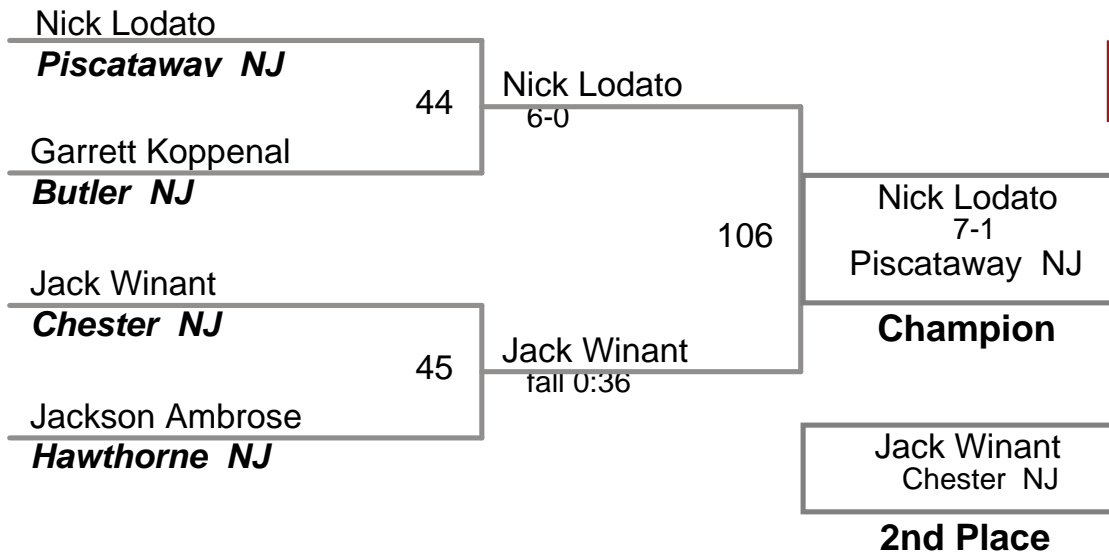 Nick Lodato
Piscataway NJ
44
Nick Lodato
6-0
Garrett Koppenal
Butler NJ
106
Nick Lodato
7-1
Piscataway NJ
Champion
Jack Winant
Chester NJ
45
Jack Winant
fall 0:36
Jackson Ambrose
Hawthorne NJ
Jack Winant
Chester NJ
2nd Place